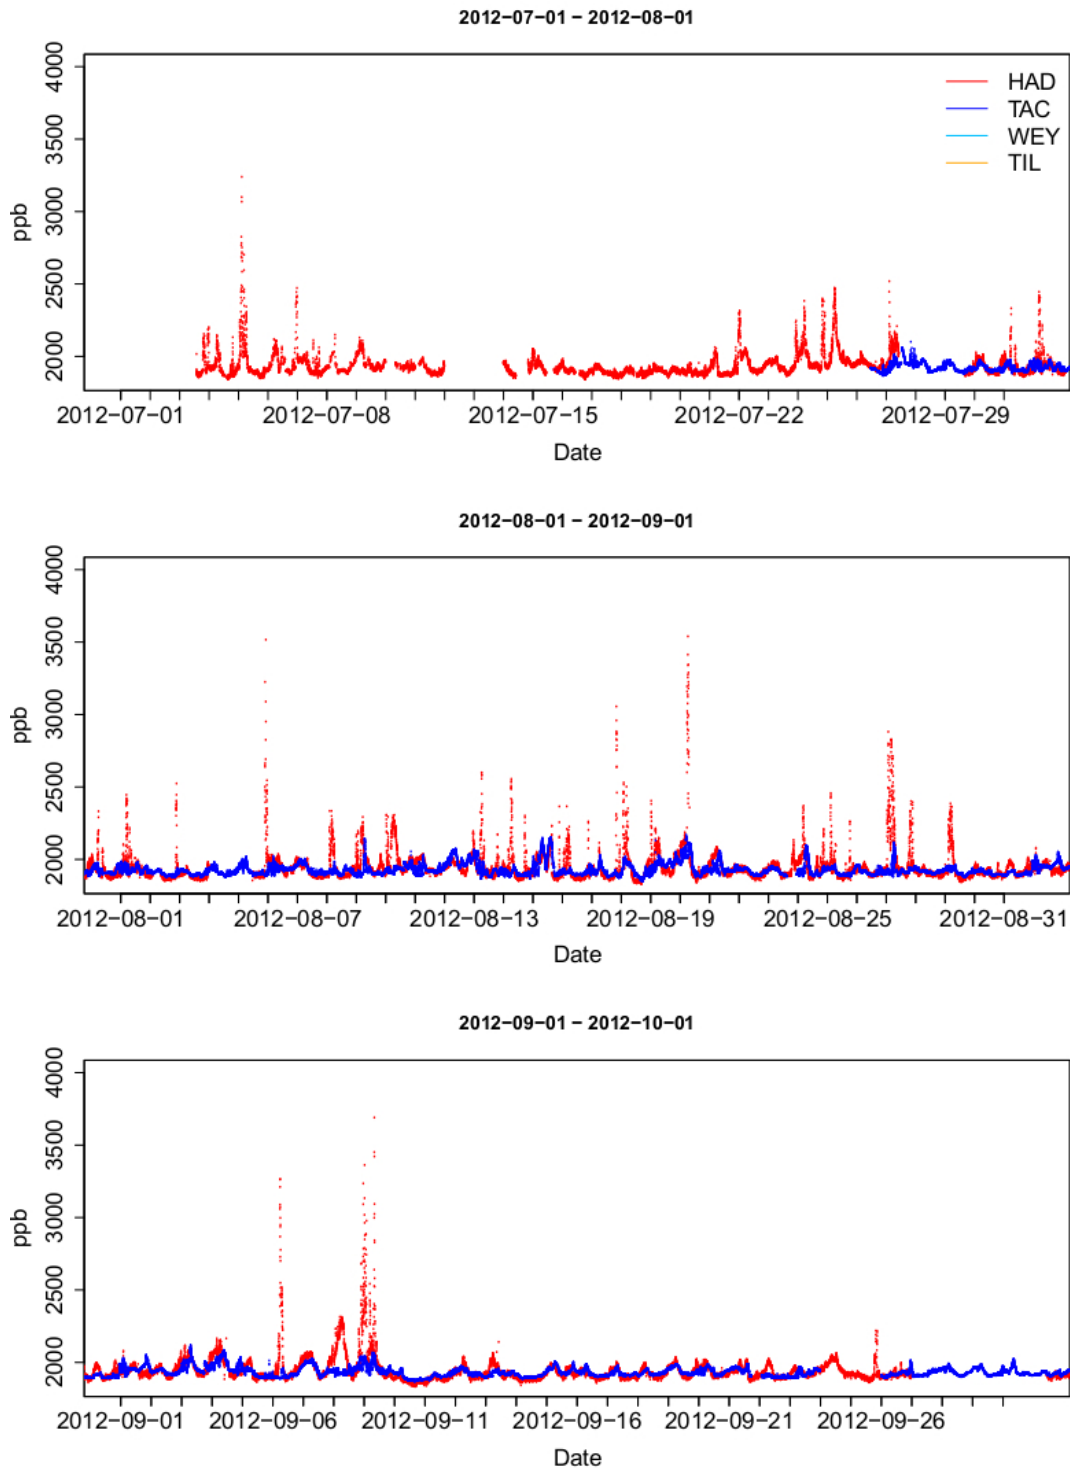 2012−07−01 − 2012−08−01
4000
3500
3000
2500
2000
ppb
HAD
TAC
WEY
TIL
2012−07−01 2012−07−08 2012−07−15 2012−07−22 2012−07−29
Date
2012−08−01 − 2012−09−01
4000
3500
3000
2500
2000
ppb
2012−08−01 2012−08−07 2012−08−13 2012−08−19 2012−08−25 2012−08−31
Date
2012−09−01 − 2012−10−01
4000
3500
3000
2500
2000
ppb
2012−09−01 2012−09−06 2012−09−11 2012−09−16 2012−09−21 2012−09−26
Date